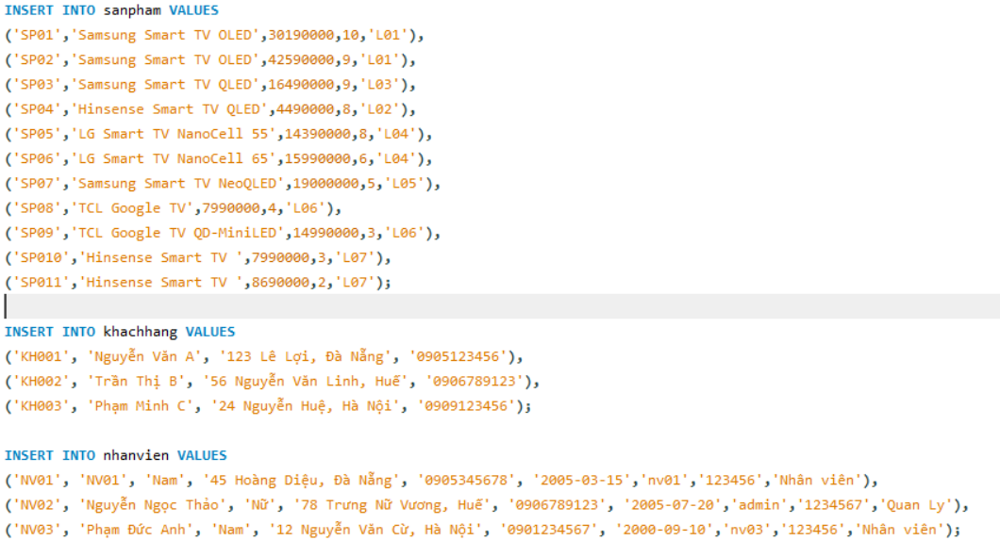 INSERT INTO sanpham VALUES
('SP01','Samsung Smart TV OLED',30190000,10,'L01'),
('SP02','Samsung Smart TV OLED',42590000,9,'L01'),
('SP03','Samsung Smart TV QLED',16490000,9,'L03'),
('SP04','Hinsense Smart TV QLED',4490000,8,'L02'),
('SP05','LG Smart TV NanoCell 55',14390000,8,'L04'),
('SP06','LG Smart TV NanoCell 65',15990000,6,'L04'),
('SP07','Samsung Smart TV NeoQLED',19000000,5,'L05'),
('SP08','TCL Google TV',7990000,4,'L06'),
('SP09','TCL Google TV QD-MiniLED',14990000,3,'L06'),
('SP010','Hinsense Smart TV ',7990000,3,'L07'),
('SP011','Hinsense Smart TV ',8690000,2,'L07');
INSERT INTO khachhang VALUES
('KH001', 'Nguyễn Văn A', '123 Lê Lợi, Đà Nẵng', '0905123456'),
('KH002', 'Trần Thị B', '56 Nguyễn Văn Linh, Huế', '0906789123'),
('KH003', 'Phạm Minh C', '24 Nguyễn Huệ, Hà Nội', '0909123456');
INSERT INTO nhanvien VALUES
('NV01', 'NV01', 'Nam', '45 Hoàng Diệu, Đà Nẵng', '0905345678', '2005-03-15','nv01','123456','Nhân viên'),
('NV02', 'Nguyễn Ngọc Thảo', 'Nữ', '78 Trưng Nữ Vương, Huế', '0906789123', '2005-07-20','admin','1234567','Quan Ly'),
('NV03', 'Phạm Đức Anh', 'Nam', '12 Nguyễn Văn Cừ, Hà Nội', '0901234567', '2000-09-10','nv03','123456','Nhân viên');